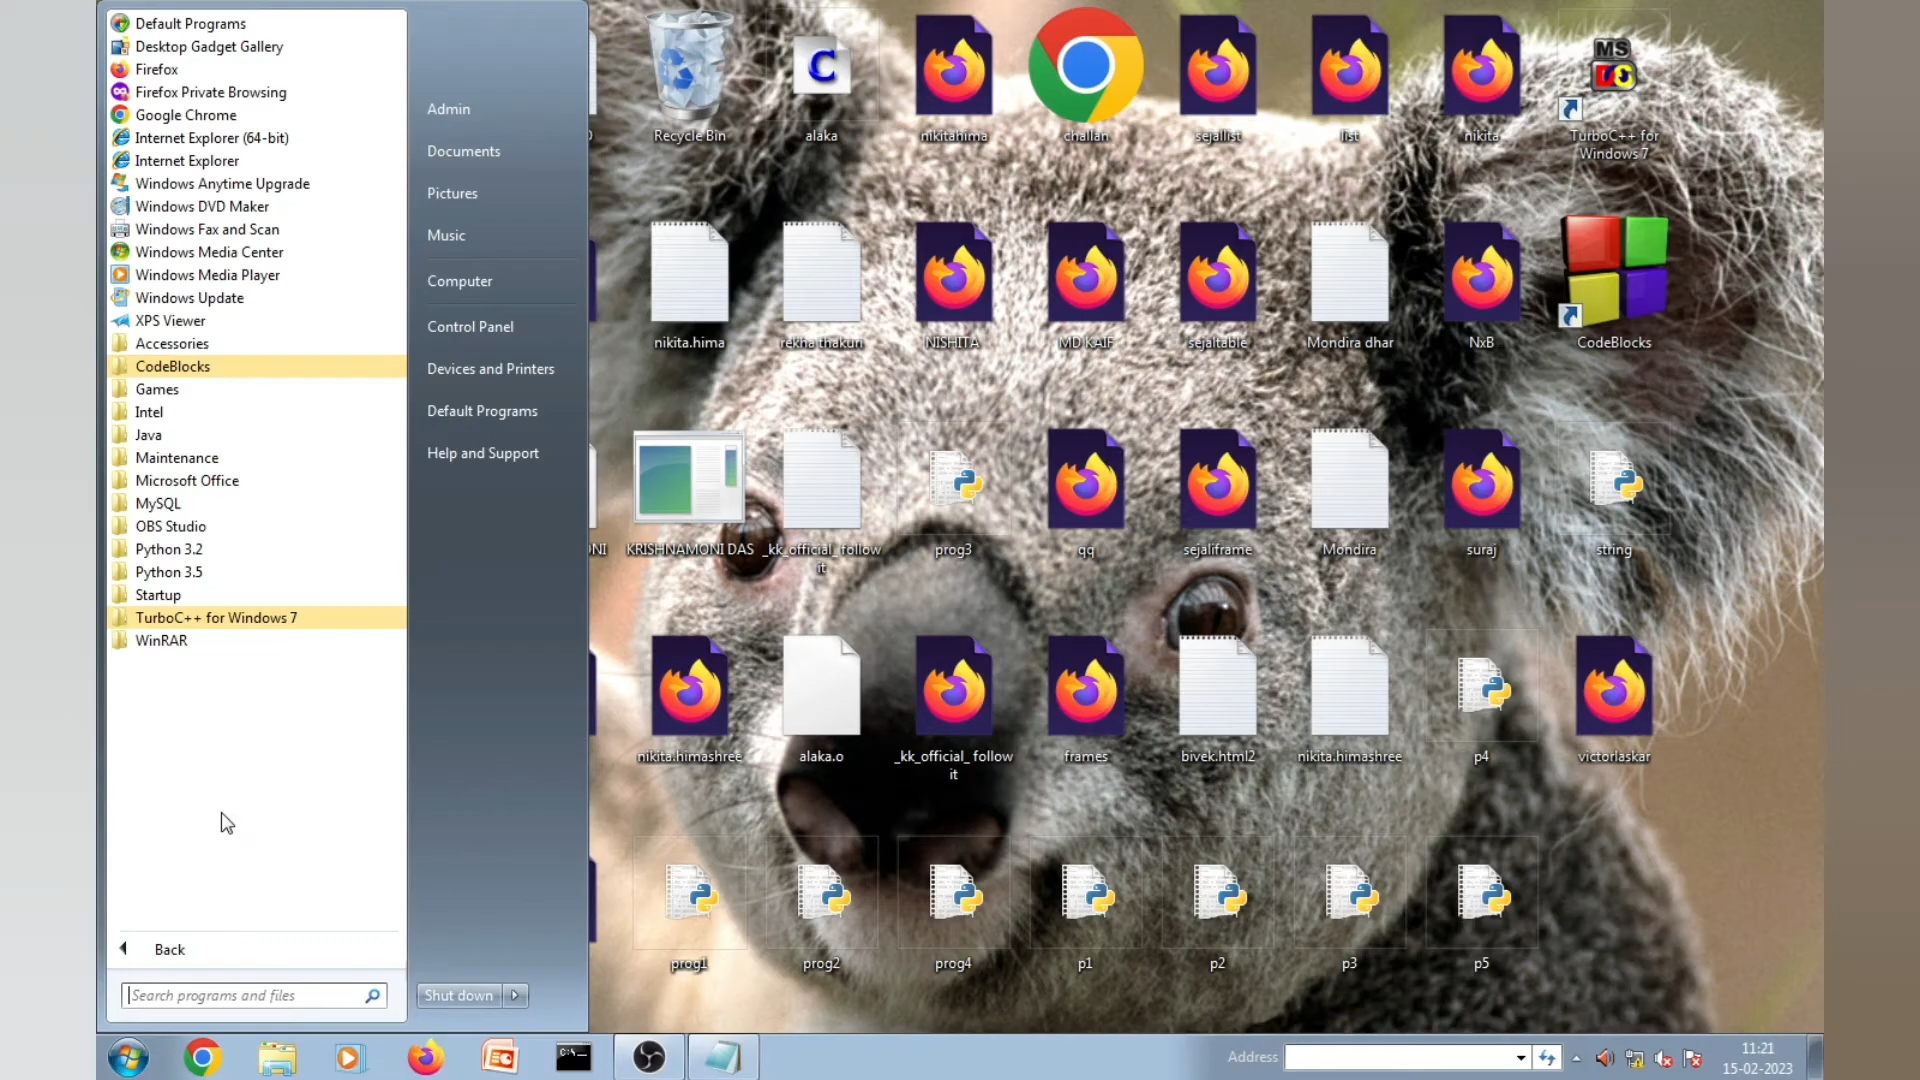 Default Programs
Desktop Gadget Gallery
Firefox
Firefox Private Browsing
Google Chrome
Internet Explorer (64-bit)
Internet Explorer
Windows Anytime Upgrade
Windows DVD Maker
Windows Fax and Scan
Windows Media Center
Windows Media Player
Windows Update
XPS Viewer
Accessories
CodeBlocks
Games
Intel
Java
Maintenance
Microsoft Office
MySQL
OBS Studio
Python 3.2
Python 3.5
Startup
TurboC++ for Windows 7
WinRAR
Back
Search programs and files
Admin
Documents
Pictures
Music
Computer
Control Panel
Devices and Printers
Default Programs
Help and Support
Shut down
Recycle Bin
C
alaka
nikitahima
challan
sejallist
list
nikita
MS
TurboC++ for
Windows 7
nikita.hima
rekha thakuri
NISHITA
MD KAIF
sejaltable
Mondira dhar
NxB
CodeBlocks
KRISHNAMONI DAS
_kk_official_ follow
it
prog3
qq
sejaliframe
Mondira
suraj
string
nikita.himashree
alaka.o
_kk_official_ follow
it
frames
bivek.html2
nikita.himashree
p4
victorlaskar
prog1
prog2
prog4
p1
p2
p3
p5
Address
11:21
15-02-2023